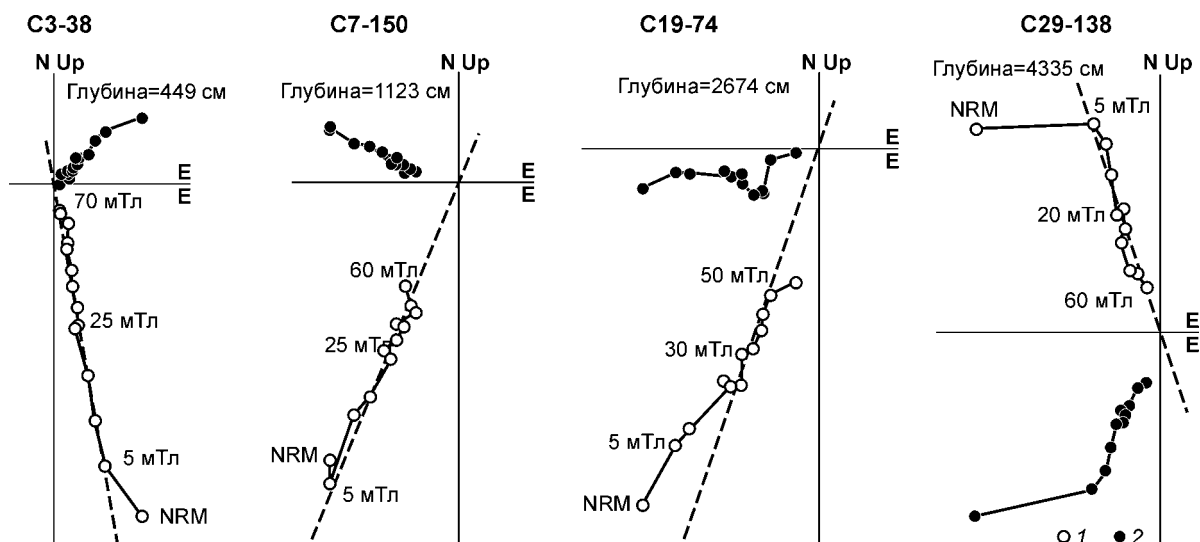 C3-38
N Up
Глубина=449 см
E
E
70 мТл
25 мТл
5 мТл
NRM
C7-150
N Up
Глубина=1123 см
E
E
60 мТл
25 мТл
NRM
5 мТл
C19-74
N Up
Глубина=2674 см
E
E
50 мТл
30 мТл
5 мТл
NRM
C29-138
N Up
Глубина=4335 см
NRM
5 мТл
20 мТл
60 мТл
E
E
1 2